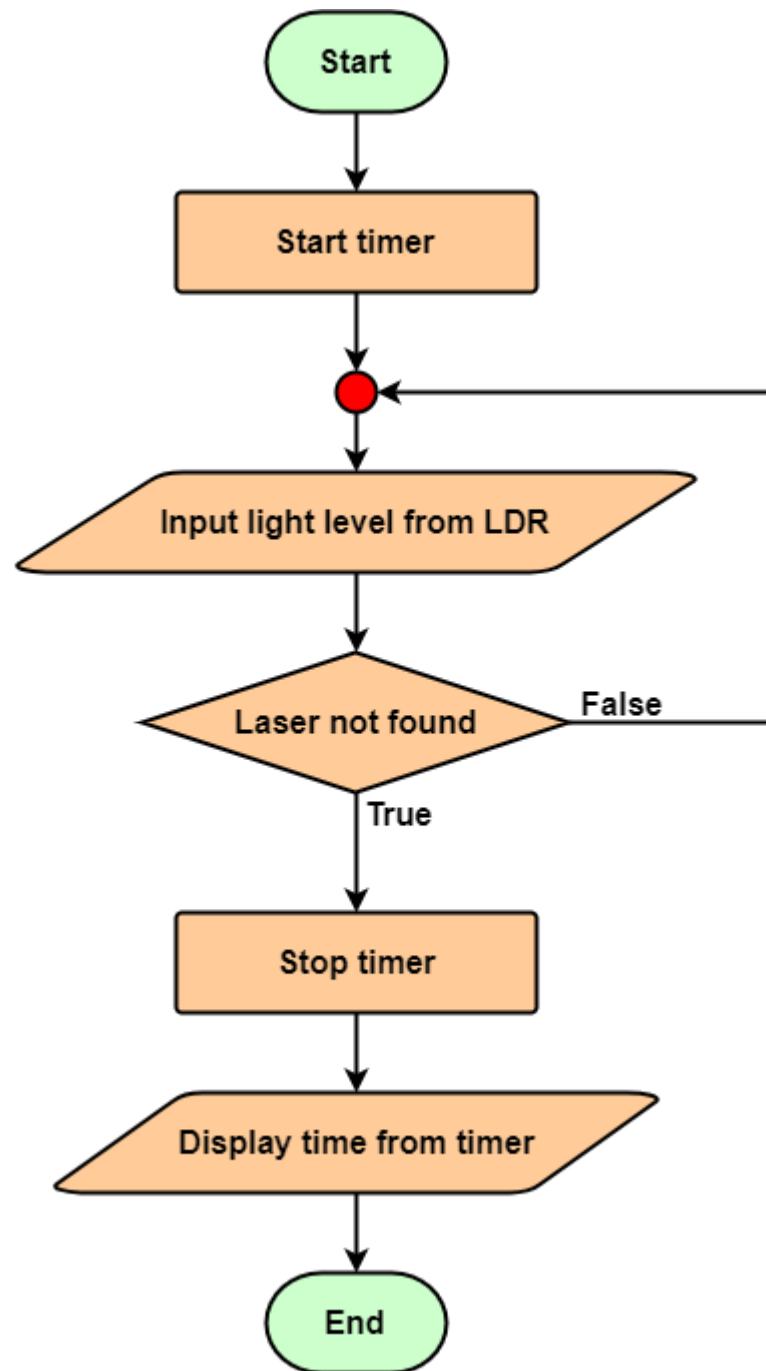 Start
Start timer
Input light level from LDR
Laser not found
False
True
Stop timer
Display time from timer
End